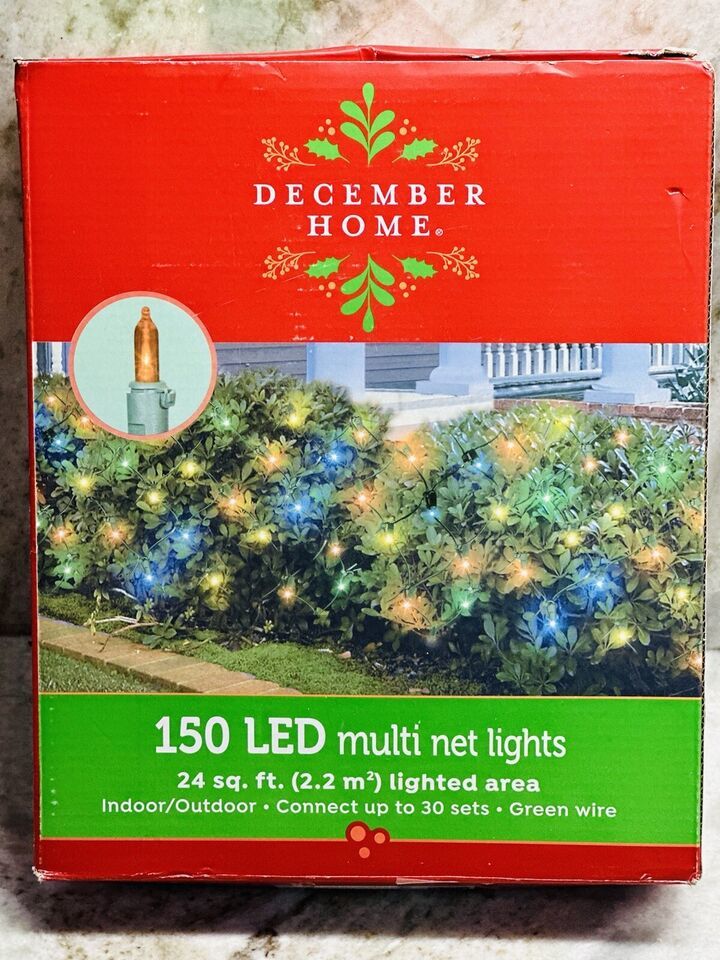 DECEMBER
HOME®
150 LED multi net lights
24 sq. ft. (2.2 m²) lighted area
Indoor/Outdoor • Connect up to 30 sets • Green wire